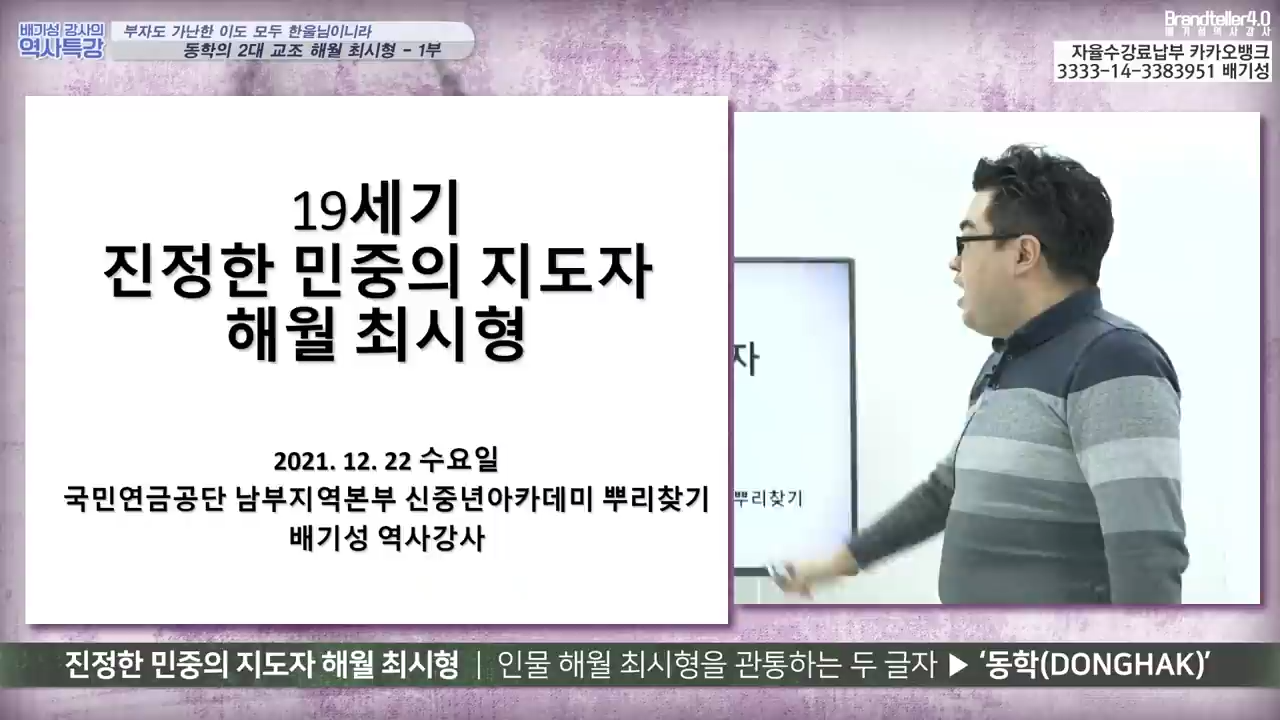 배기성 강사의
역사특강
부자도 가난한 이도 모두 한울님이니라
동학의 2대 교조 해월 최시형 - 1부
Brandteller4.0
배기성역사강사
자율수강료납부 카카오뱅크
3333-14-3383951 배기성
19세기
진정한 민중의 지도자
해월 최시형
2021. 12. 22 수요일
국민연금공단 남부지역본부 신중년아카데미 뿌리찾기
배기성 역사강사
자
뿌리찾기
진정한 민중의 지도자 해월 최시형 | 인물 해월 최시형을 관통하는 두 글자 ▶ ‘동학(DONGHAK)’